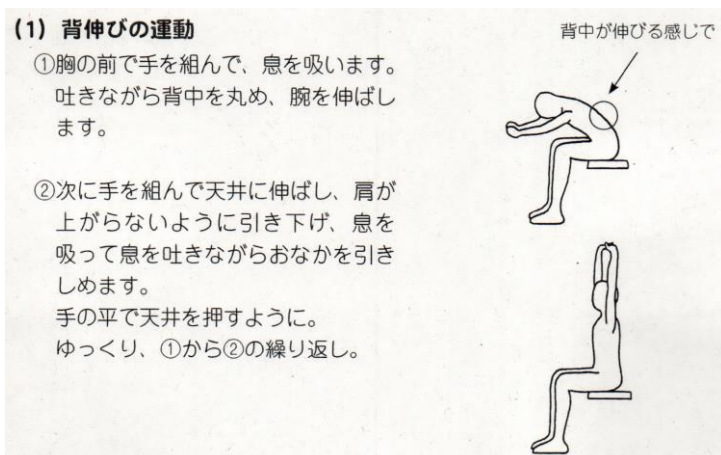 (1) 背伸びの運動
背中が伸びる感じで
①胸の前で手を組んで、息を吸います。
吐きながら背中を丸め、腕を伸ばし
ます。
②次に手を組んで天井に伸ばし、肩が
上がらないように引き下げ、息を
吸って息を吐きながらおなかを引き
しめます。
手の平で天井を押すように。
ゆっくり、①から②の繰り返し。